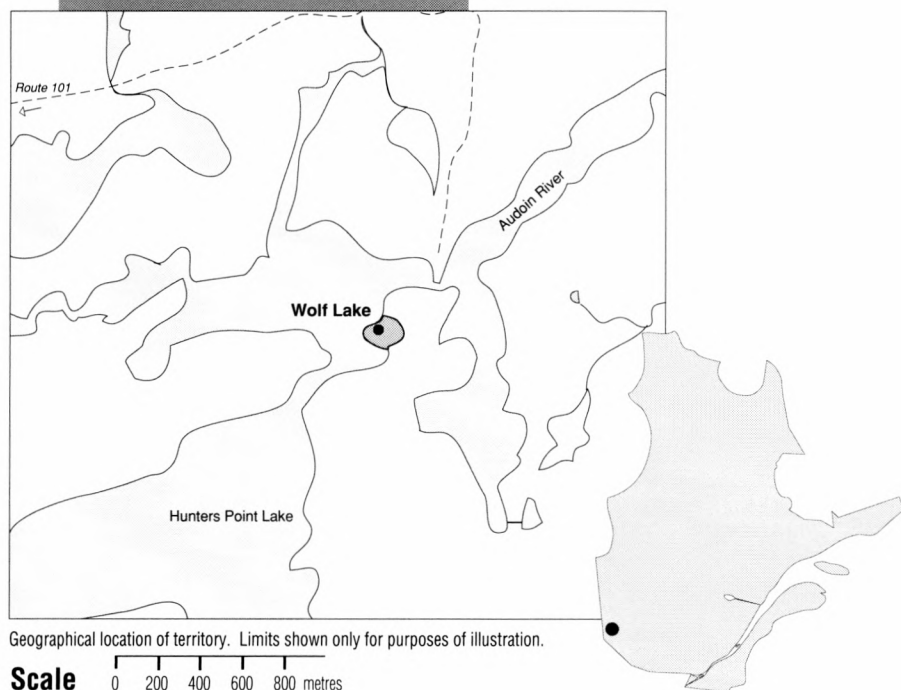 Route 101
Audoin River
Wolf Lake
Hunters Point Lake
Geographical location of territory. Limits shown only for purposes of illustration.
Scale
0 200 400 600 800 metres